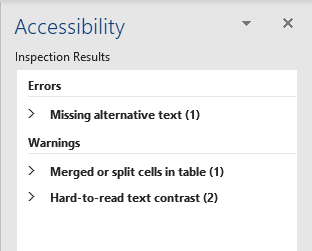 Accessibility
Inspection Results
Errors
Missing alternative text (1)
Warnings
Merged or split cells in table (1)
Hard-to-read text contrast (2)